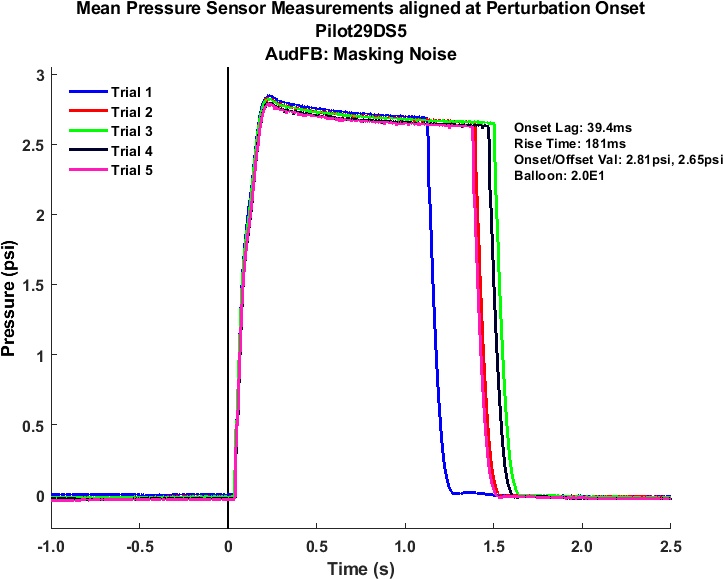 Mean Pressure Sensor Measurements aligned at Perturbation Onset
Pilot29DS5
AudFB: Masking Noise
Trial 1
Trial 2
Trial 3
Trial 4
Trial 5
Onset Lag: 39.4ms
Rise Time: 181ms
Onset/Offset Val: 2.81psi, 2.65psi
Balloon: 2.0E1
Pressure (psi)
3
2.5
2
1.5
1
0.5
0
-1.0
-0.5
0
0.5
1.0
1.5
2.0
2.5
Time (s)